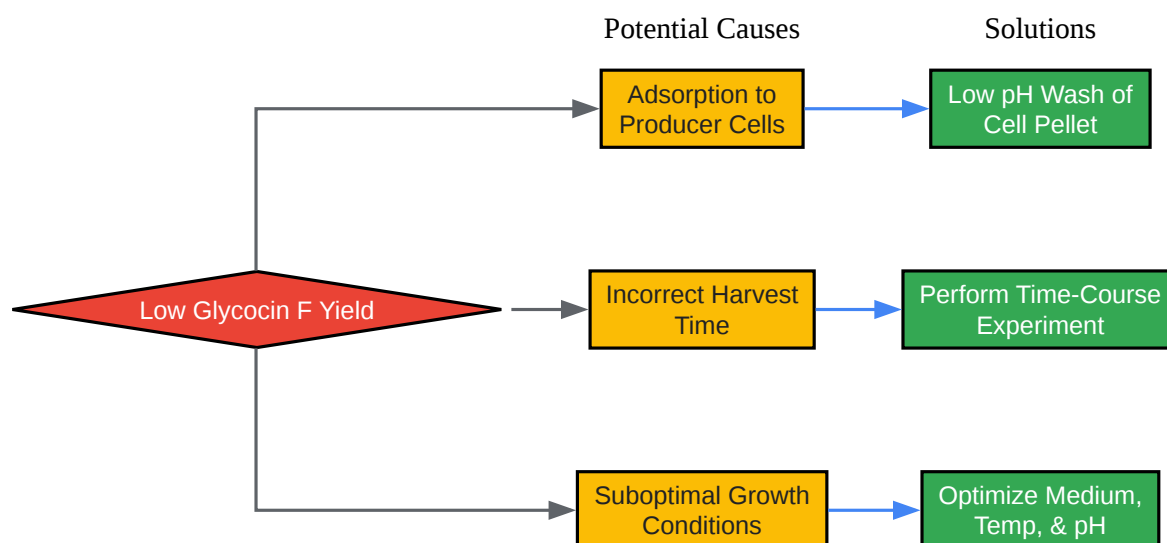 Potential Causes
Solutions
Adsorption to
Producer Cells
Low pH Wash of
Cell Pellet
Low Glycocin F Yield
Incorrect Harvest
Time
Perform Time-Course
Experiment
Suboptimal Growth
Conditions
Optimize Medium,
Temp, & pH